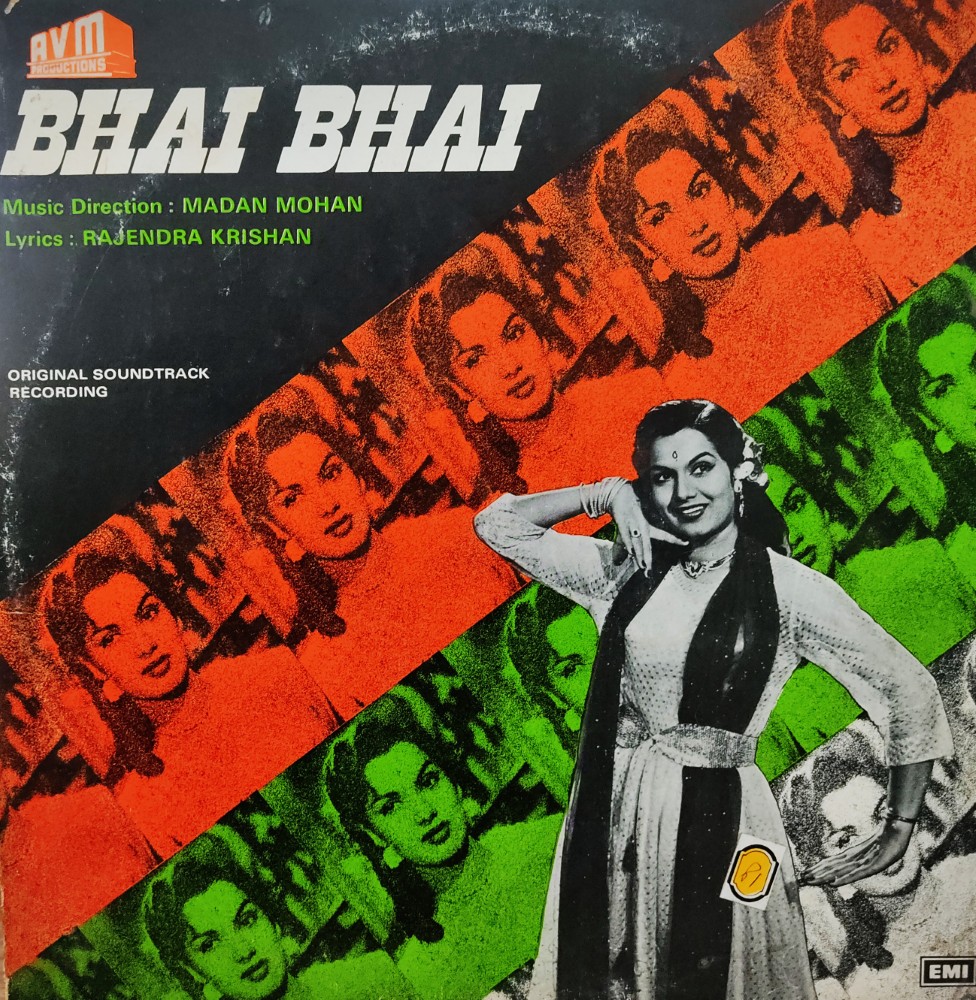 AVM
PRODUCTIONS
BHAI BHAI
Music Direction : MADAN MOHAN
Lyrics : RAJENDRA KRISHAN
ORIGINAL SOUNDTRACK
RECORDING
EMI